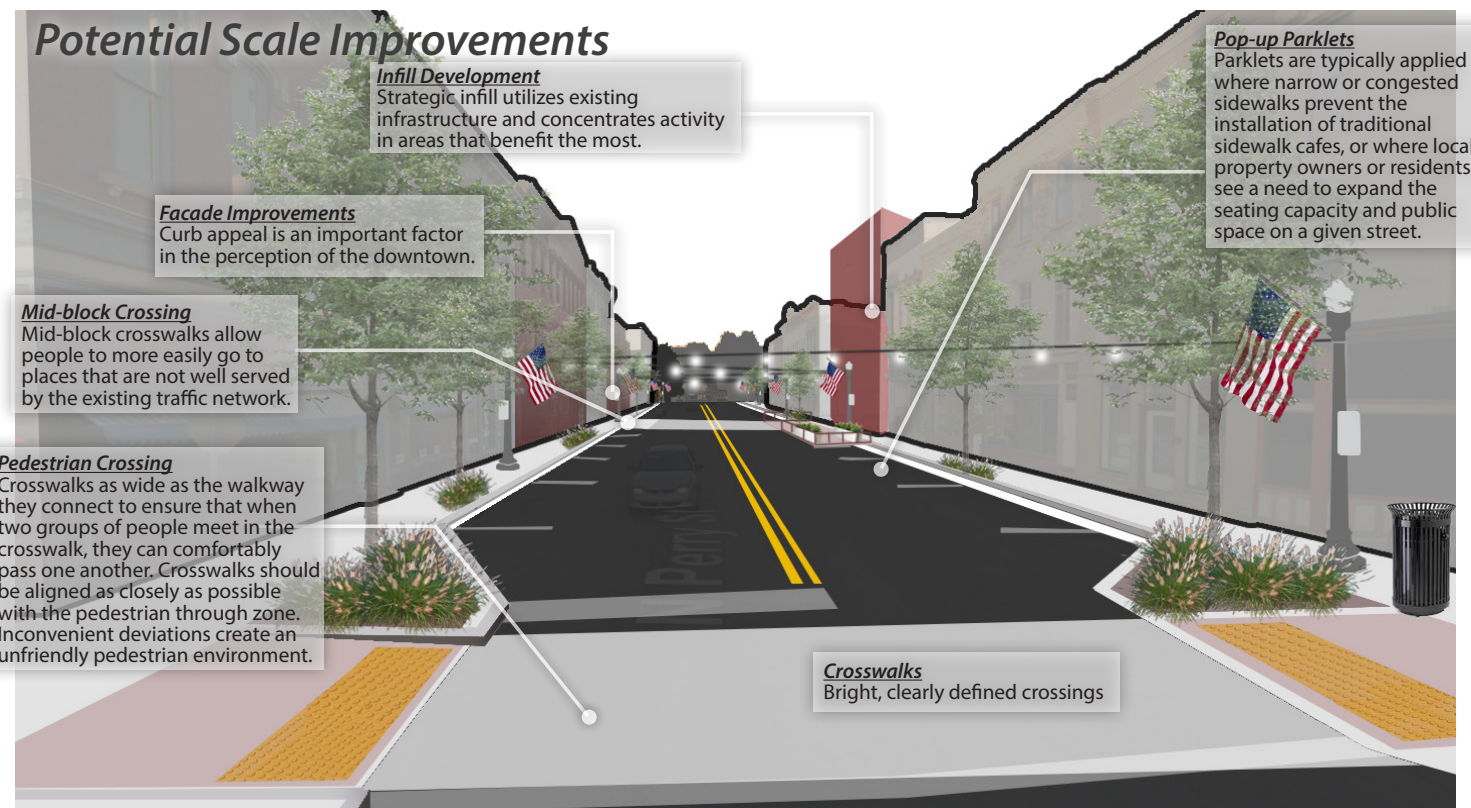 Potential Scale Improvements
Infill Development
Strategic infill utilizes existing
infrastructure and concentrates activity
in areas that benefit the most.
Pop-up Parklets
Parklets are typically applied
where narrow or congested
sidewalks prevent the
installation of traditional
sidewalk cafes, or where local
property owners or residents
see a need to expand the
seating capacity and public
space on a given street.
Facade Improvements
Curb appeal is an important factor
in the perception of the downtown.
Mid-block Crossing
Mid-block crosswalks allow
people to more easily go to
places that are not well served
by the existing traffic network.
Pedestrian Crossing
Crosswalks as wide as the walkway
they connect to ensure that when
two groups of people meet in the
crosswalk, they can comfortably
pass one another. Crosswalks should
be aligned as closely as possible
with the pedestrian through zone.
Inconvenient deviations create an
unfriendly pedestrian environment.
N Perry
Crosswalks
Bright, clearly defined crossings